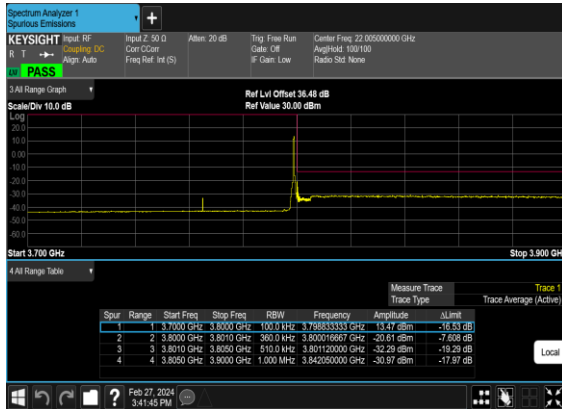 Spectrum Analyzer 1
Spurious Emissions
+
KEYSIGHT Input: RF Input Z: 50 Ω Atten: 20 dB Trig: Free Run Center Freq: 22.005000000 GHz
R T Coupling: DC Corr CCorr Gate: Off Avg|Hold: 100/100
Align: Auto Freq Ref: Int (S) IF Gain: Low Radio Std: None
LU PASS
3 All Range Graph
Ref Lvl Offset 36.48 dB
Scale/Div 10.0 dB Ref Value 30.00 dBm
Log
20.0
10.0
0.00
-10.0
-20.0
-30.0
-40.0
-50.0
-60.0
Start 3.700 GHz Stop 3.900 GHz
4 All Range Table
Measure Trace Trace 1
Trace Type Trace Average (Active)
Spur Range Start Freq Stop Freq RBW Frequency Amplitude ΔLimit
1 1 3.7000 GHz 3.8000 GHz 100.0 kHz 3.798833333 GHz 13.47 dBm -16.53 dB
2 2 3.8000 GHz 3.8010 GHz 360.0 kHz 3.800016667 GHz -20.61 dBm -7.608 dB
3 3 3.8010 GHz 3.8050 GHz 510.0 kHz 3.801120000 GHz -32.29 dBm -19.29 dB
4 4 3.8050 GHz 3.9000 GHz 1.000 MHz 3.842050000 GHz -30.97 dBm -17.97 dB
Local
? Feb 27, 2024
3:41:45 PM